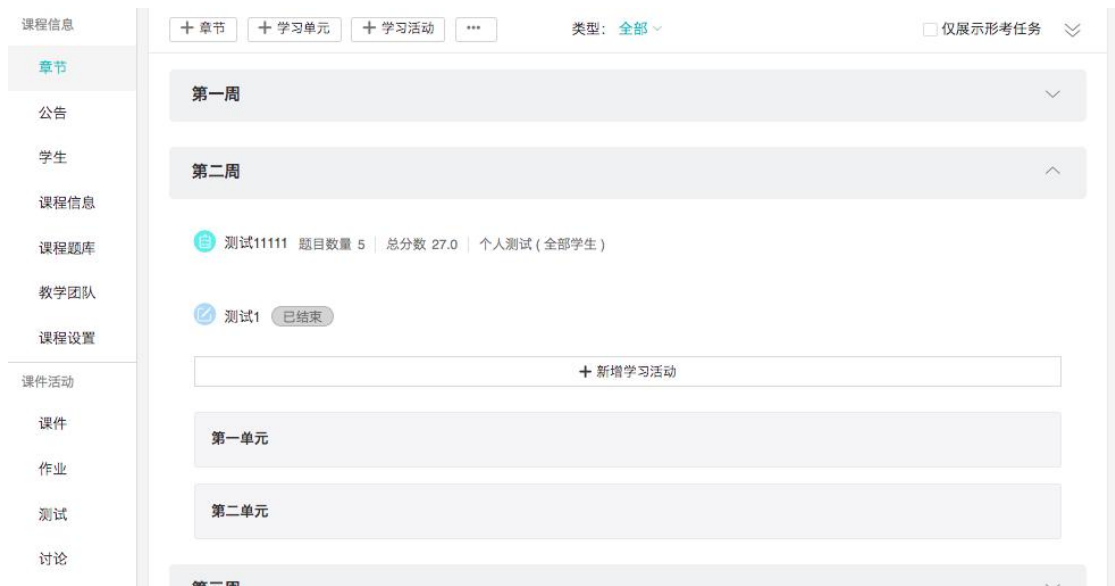 课程信息
章节
公告
学生
课程信息
课程题库
教学团队
课程设置
课件活动
课件
作业
测试
讨论
+ 章节 + 学习单元 + 学习活动 ··· 类型: 全部 仅展示形考任务
第一周
第二周
测试11111 题目数量 5 | 总分数 27.0 | 个人测试 ( 全部学生 )
测试1 已结束
+ 新增学习活动
第一单元
第二单元
第三周